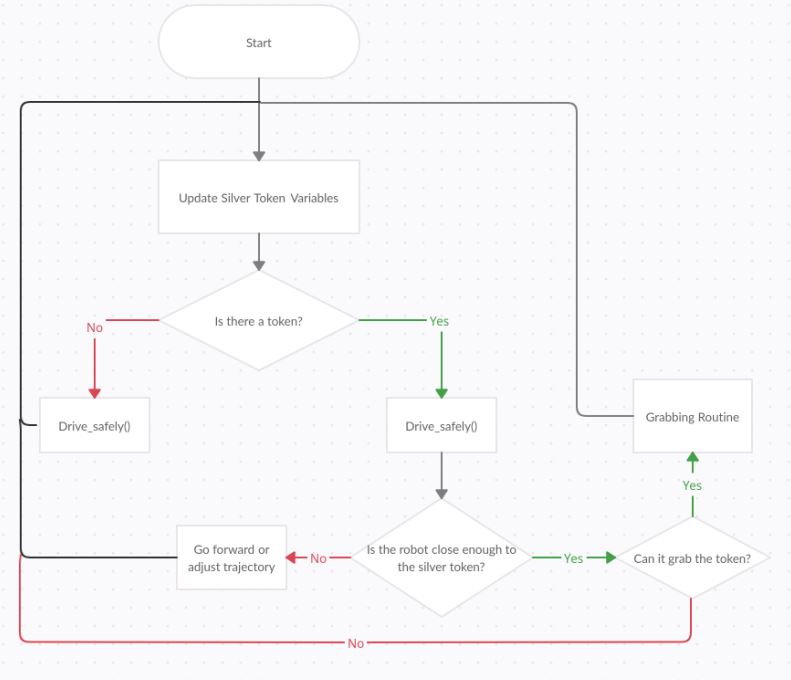 Start
Update Silver Token Variables
Is there a token?
No
Yes
Drive_safely()
Drive_safely()
Grabbing Routine
Yes
Go forward or
adjust trajectory
No
Is the robot close enough to
the silver token?
Yes
Can it grab the token?
No